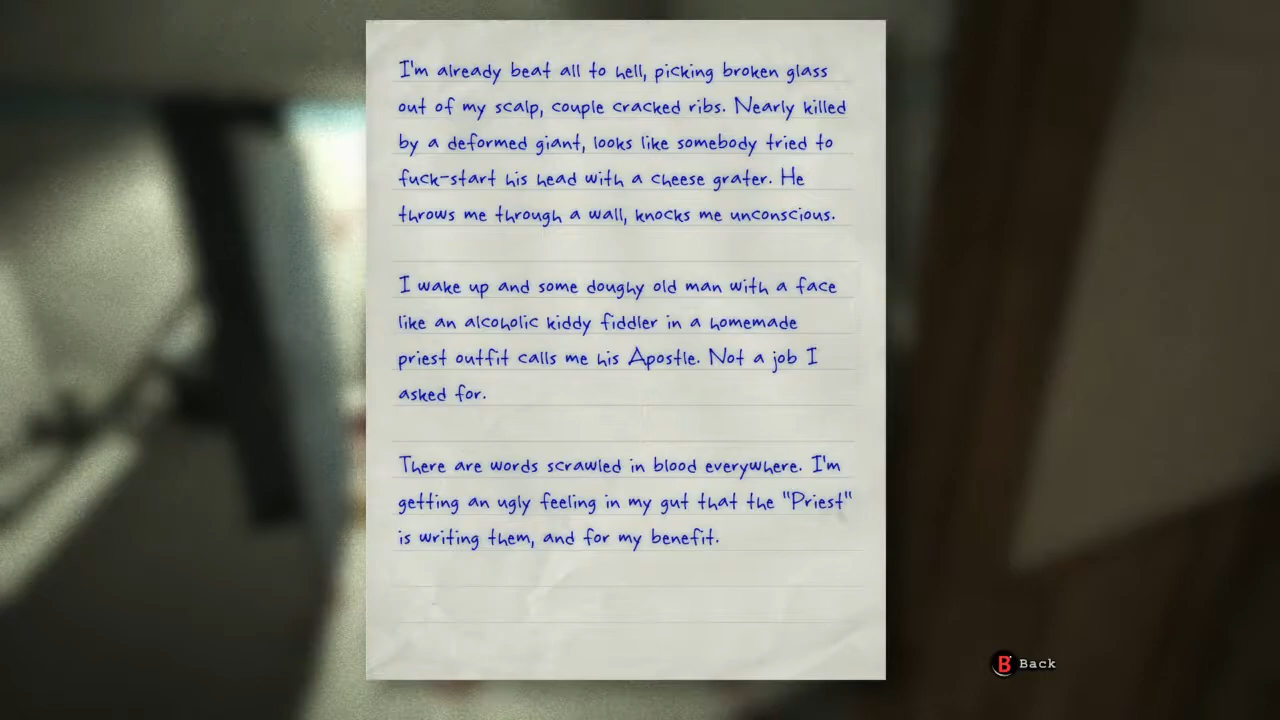 I'm already beat all to hell, picking broken glass
out of my scalp, couple cracked ribs. Nearly killed
by a deformed giant, looks like somebody tried to
fuck-start his head with a cheese grater. He
throws me through a wall, knocks me unconscious.
I wake up and some doughy old man with a face
like an alcoholic kiddy fiddler in a homemade
priest outfit calls me his Apostle. Not a job I
asked for.
There are words scrawled in blood everywhere. I'm
getting an ugly feeling in my gut that the "Priest"
is writing them, and for my benefit.
B Back